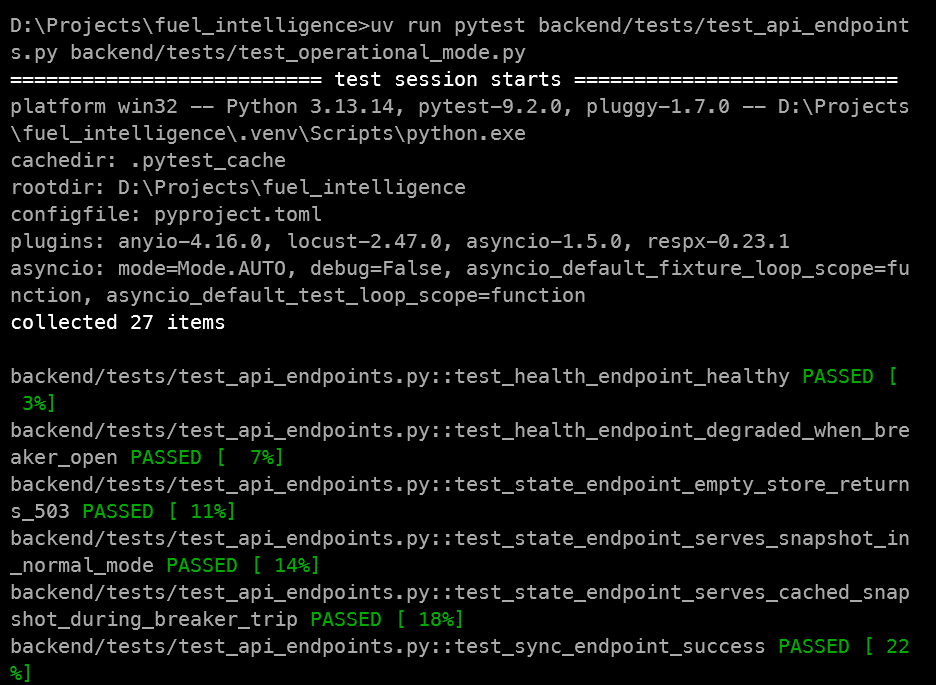 D:\Projects\fuel_intelligence>uv run pytest backend/tests/test_api_endpoint
s.py backend/tests/test_operational_mode.py
========================== test session starts ===========================
platform win32 -- Python 3.13.14, pytest-9.2.0, pluggy-1.7.0 -- D:\Projects
\fuel_intelligence\.venv\Scripts\python.exe
cachedir: .pytest_cache
rootdir: D:\Projects\fuel_intelligence
configfile: pyproject.toml
plugins: anyio-4.16.0, locust-2.47.0, asyncio-1.5.0, respx-0.23.1
asyncio: mode=Mode.AUTO, debug=False, asyncio_default_fixture_loop_scope=fu
nction, asyncio_default_test_loop_scope=function
collected 27 items

backend/tests/test_api_endpoints.py::test_health_endpoint_healthy PASSED [
 3%]
backend/tests/test_api_endpoints.py::test_health_endpoint_degraded_when_bre
aker_open PASSED [  7%]
backend/tests/test_api_endpoints.py::test_state_endpoint_empty_store_return
s_503 PASSED [ 11%]
backend/tests/test_api_endpoints.py::test_state_endpoint_serves_snapshot_in
_normal_mode PASSED [ 14%]
backend/tests/test_api_endpoints.py::test_state_endpoint_serves_cached_snap
shot_during_breaker_trip PASSED [ 18%]
backend/tests/test_api_endpoints.py::test_sync_endpoint_success PASSED [ 22
%]